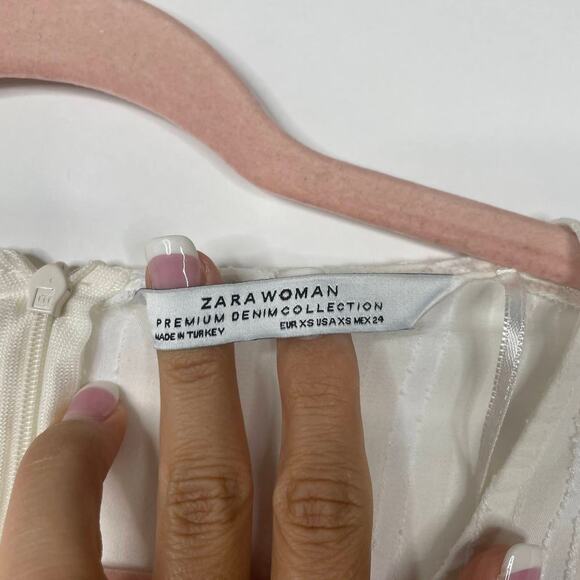 ZARA WOMAN
PREMIUM DENIM COLLECTION
MADE IN TURKEY EUR XS USA XS MEX 24